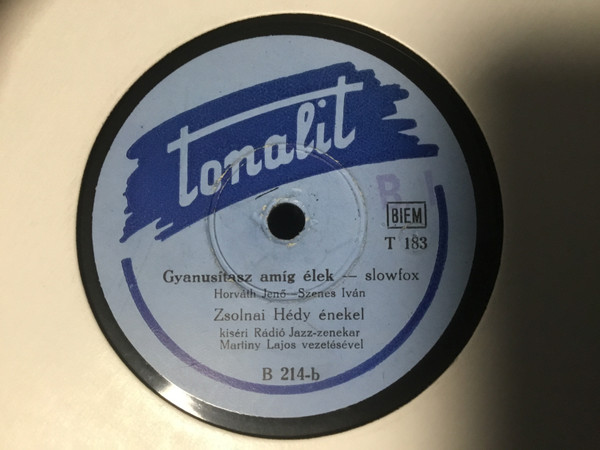 tonalit
B I
BIEM
T 183
Gyanusitasz amíg élek — slowfox
Horváth Jenő—Szenes Iván
Zsolnai Hédy énekel
kiséri Rádió Jazz-zenekar
Martiny Lajos vezetésével
B 214-b